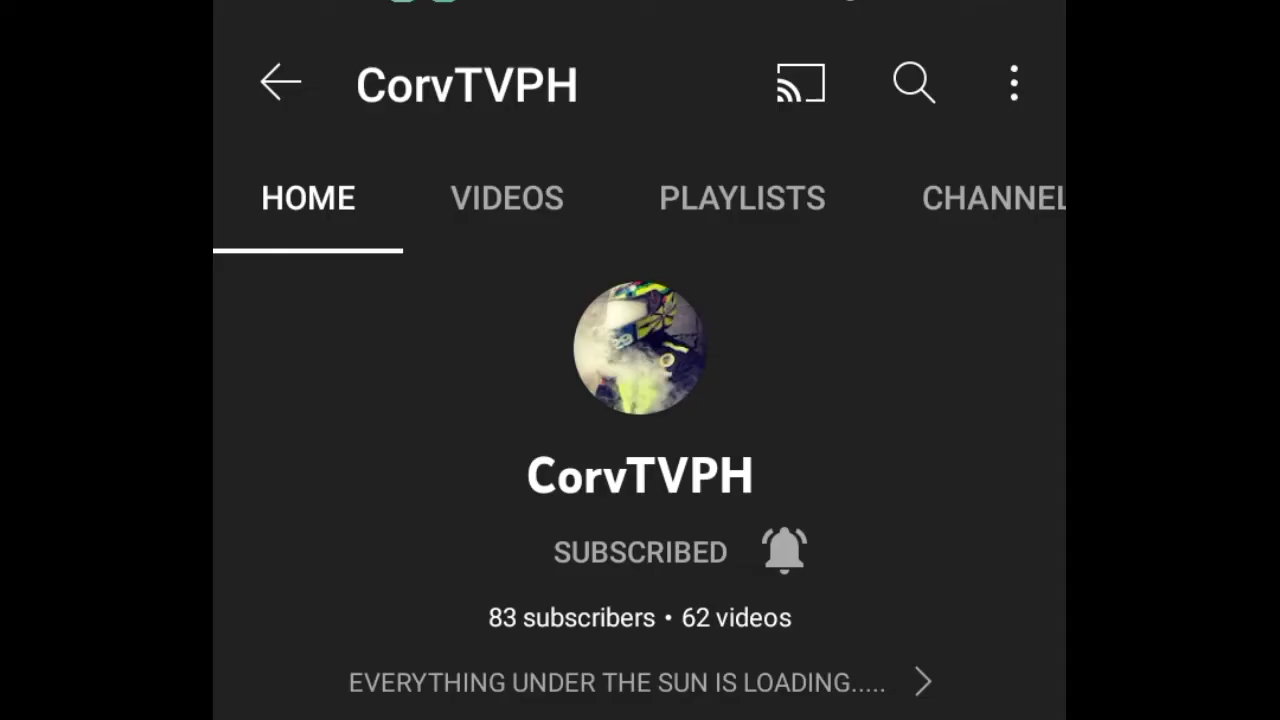 CorvTVPH
HOME VIDEOS PLAYLISTS CHANNEL
CorvTVPH
SUBSCRIBED
83 subscribers • 62 videos
EVERYTHING UNDER THE SUN IS LOADING.....